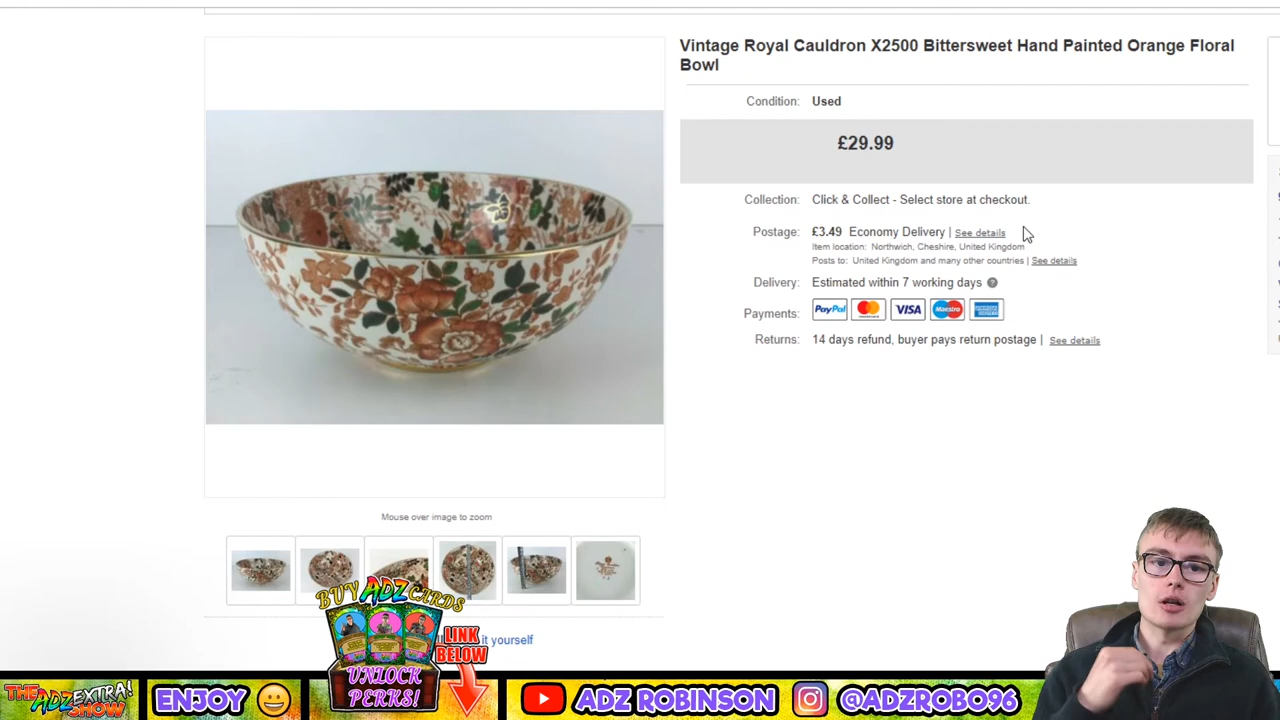 Vintage Royal Cauldron X2500 Bittersweet Hand Painted Orange Floral
Bowl
Condition: Used
£29.99
Collection: Click & Collect - Select store at checkout.
Postage: £3.49 Economy Delivery | See details
Item location: Northwich, Cheshire, United Kingdom
Posts to: United Kingdom and many other countries | See details
Delivery: Estimated within 7 working days ?
Payments: PayPal VISA Maestro
Returns: 14 days refund, buyer pays return postage | See details
Mouse over image to zoom
it yourself
BUY ADZ CARDS
UNLOCK
PERKS!
LINK
BELOW
THE ADZ EXTRA! SHOW
ENJOY
ADZ ROBINSON
@ADZROBO96